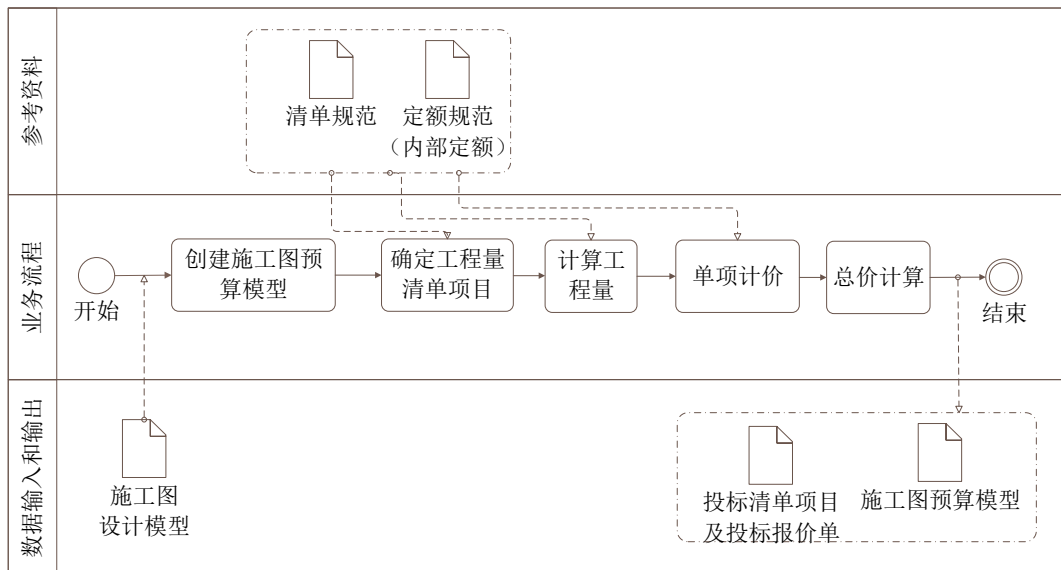 参考资料
清单规范
定额规范
（内部定额）
业务流程
开始
创建施工图预
算模型
确定工程量
清单项目
计算工
程量
单项计价
总价计算
结束
数据输入和输出
施工图
设计模型
投标清单项目
及投标报价单
施工图预算模型